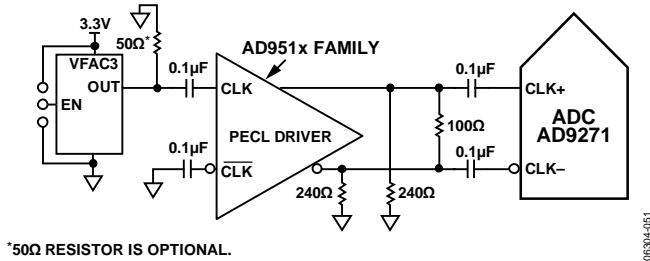 3.3V
50Ω*
AD951x FAMILY
VFAC3
OUT
EN
0.1µF
CLK
PECL DRIVER
0.1µF
CLK
0.1µF
CLK+
100Ω
ADC
AD9271
0.1µF
CLK–
240Ω
240Ω
*50Ω RESISTOR IS OPTIONAL.
06304-051